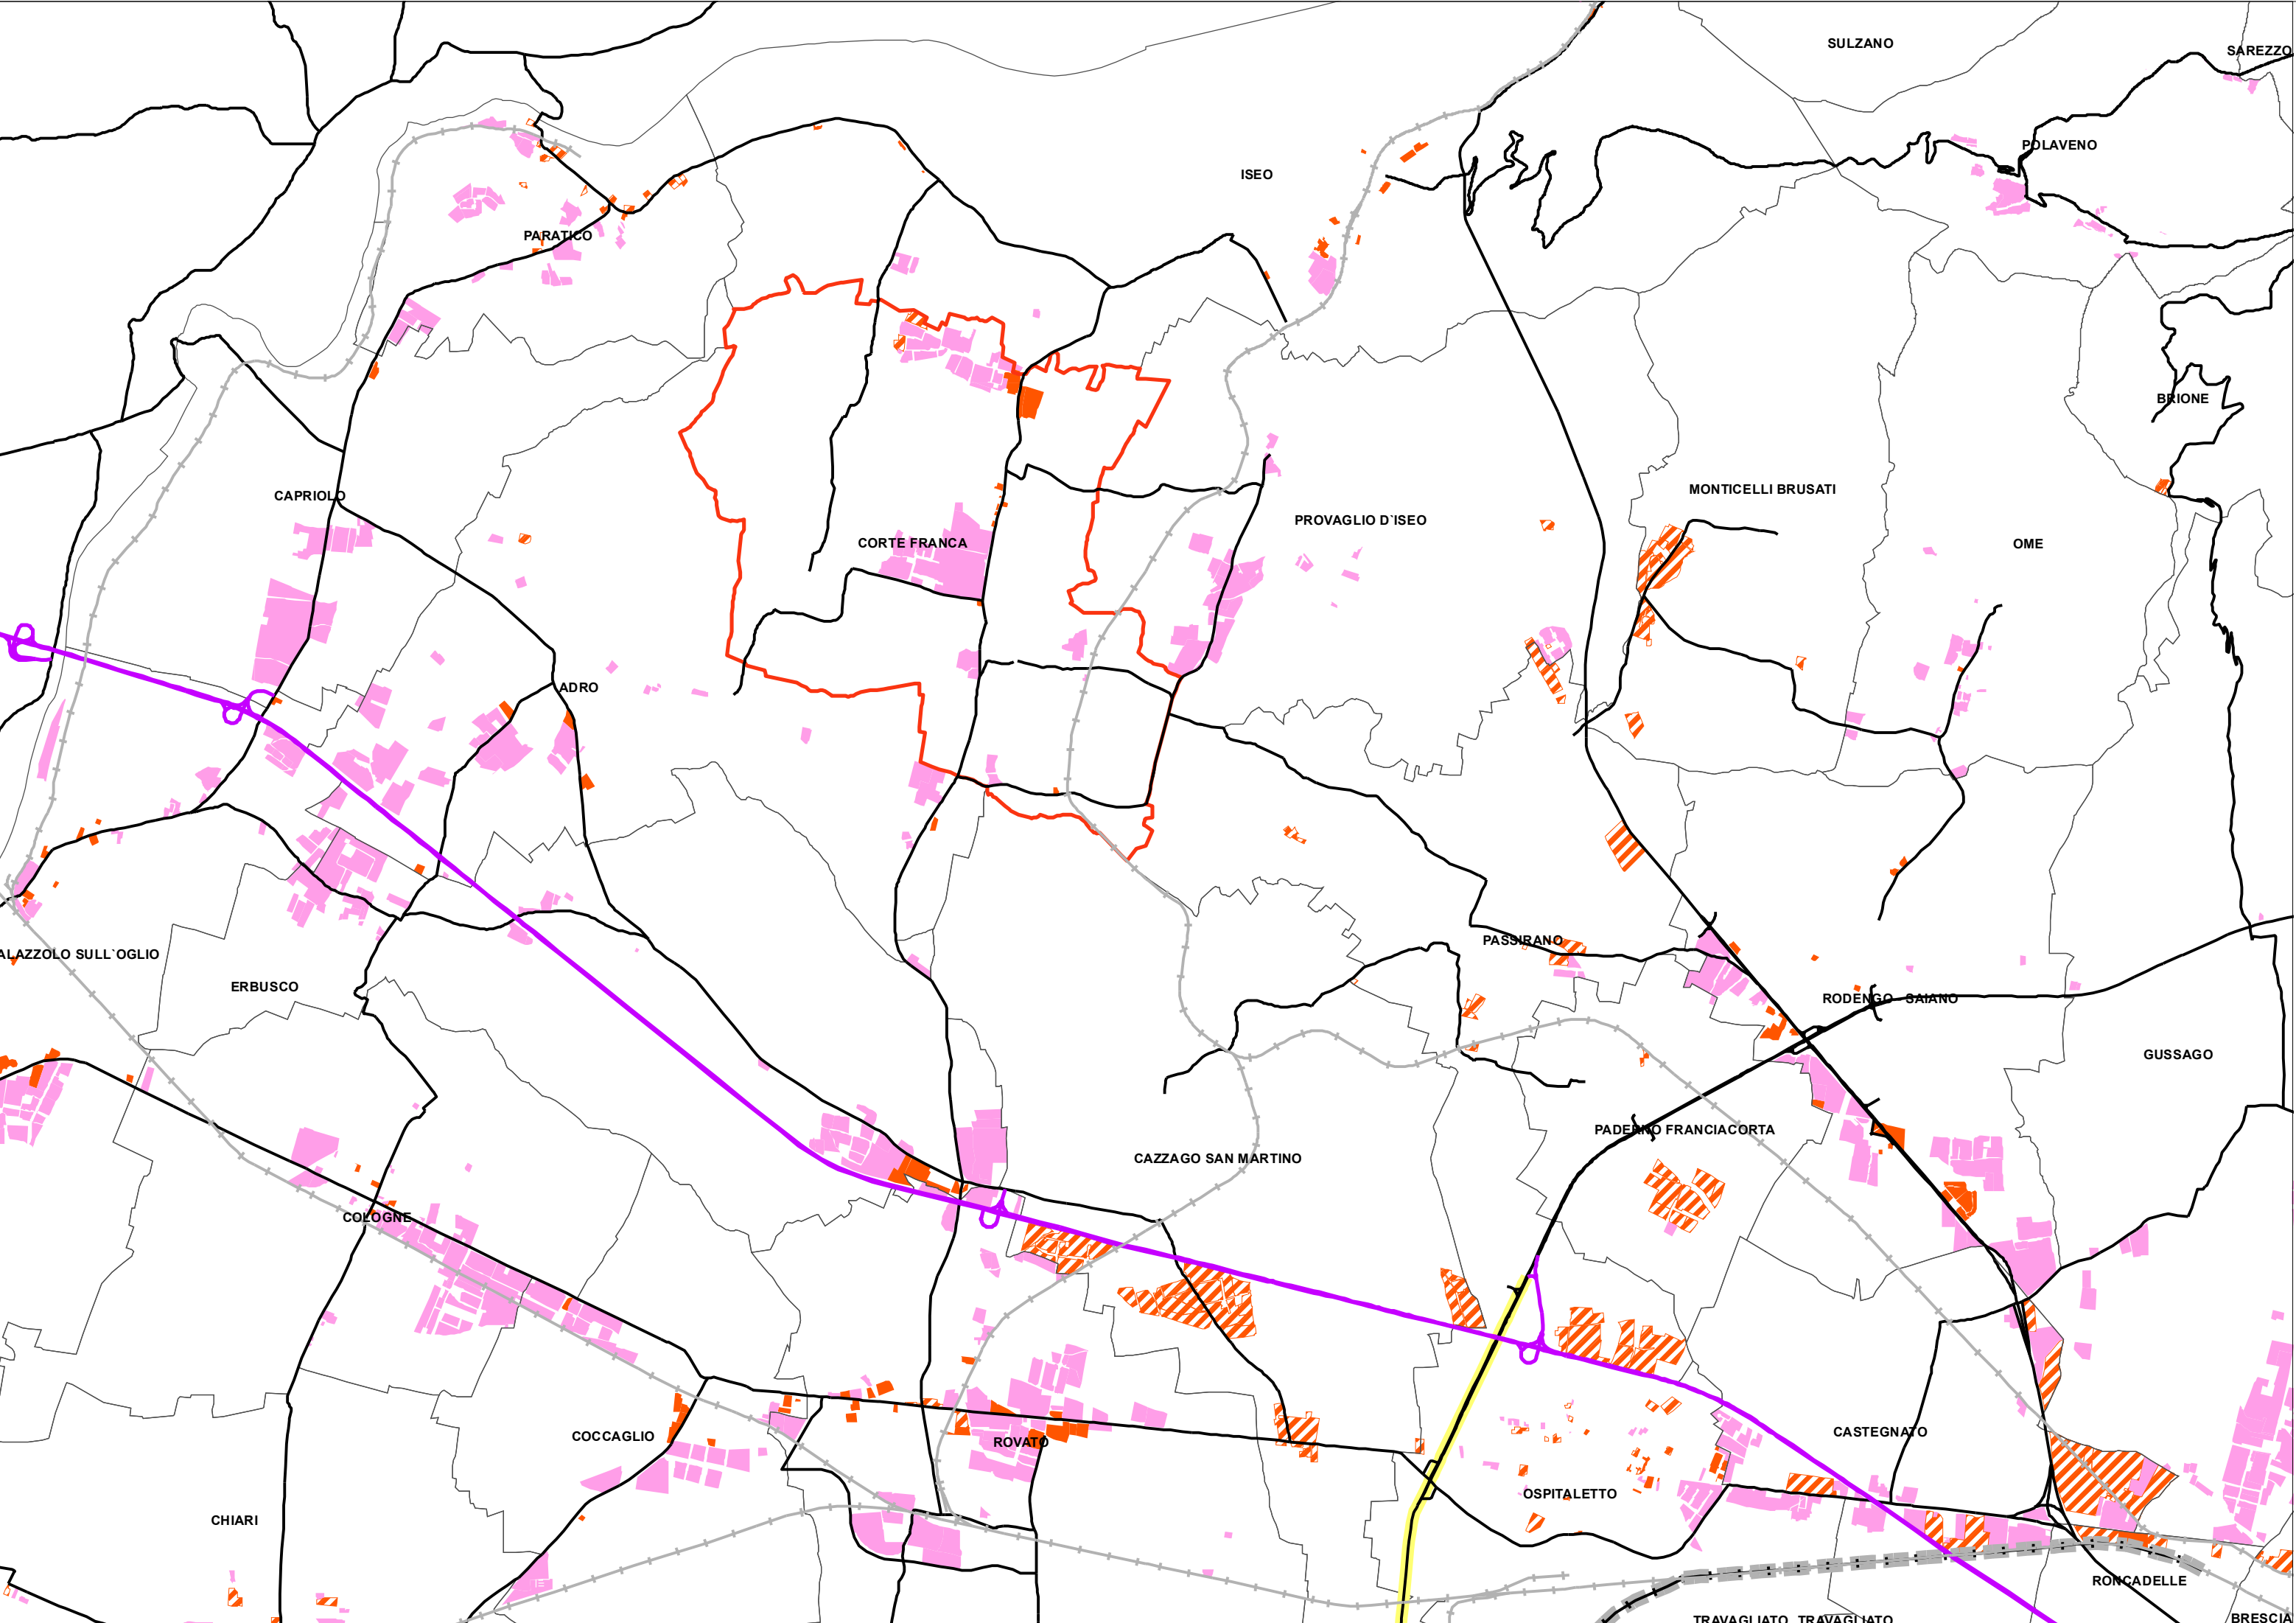 SULZANO
SAREZZO
POLAVENO
ISEO
PARATICO
BRIONE
CAPRIOLO
MONTICELLI BRUSATI
PROVAGLIO D`ISEO
CORTE FRANCA
OME
ADRO
PASSIRANO
ALAZZOLO SULL`OGLIO
ERBUSCO
RODENGO - SAIANO
GUSSAGO
PADERNO FRANCIACORTA
CAZZAGO SAN MARTINO
COLOGNE
CASTEGNATO
COCCAGLIO
ROVATO
OSPITALETTO
CHIARI
RONCADELLE
TRAVAGLIATO TRAVAGLIATO
BRESCIA